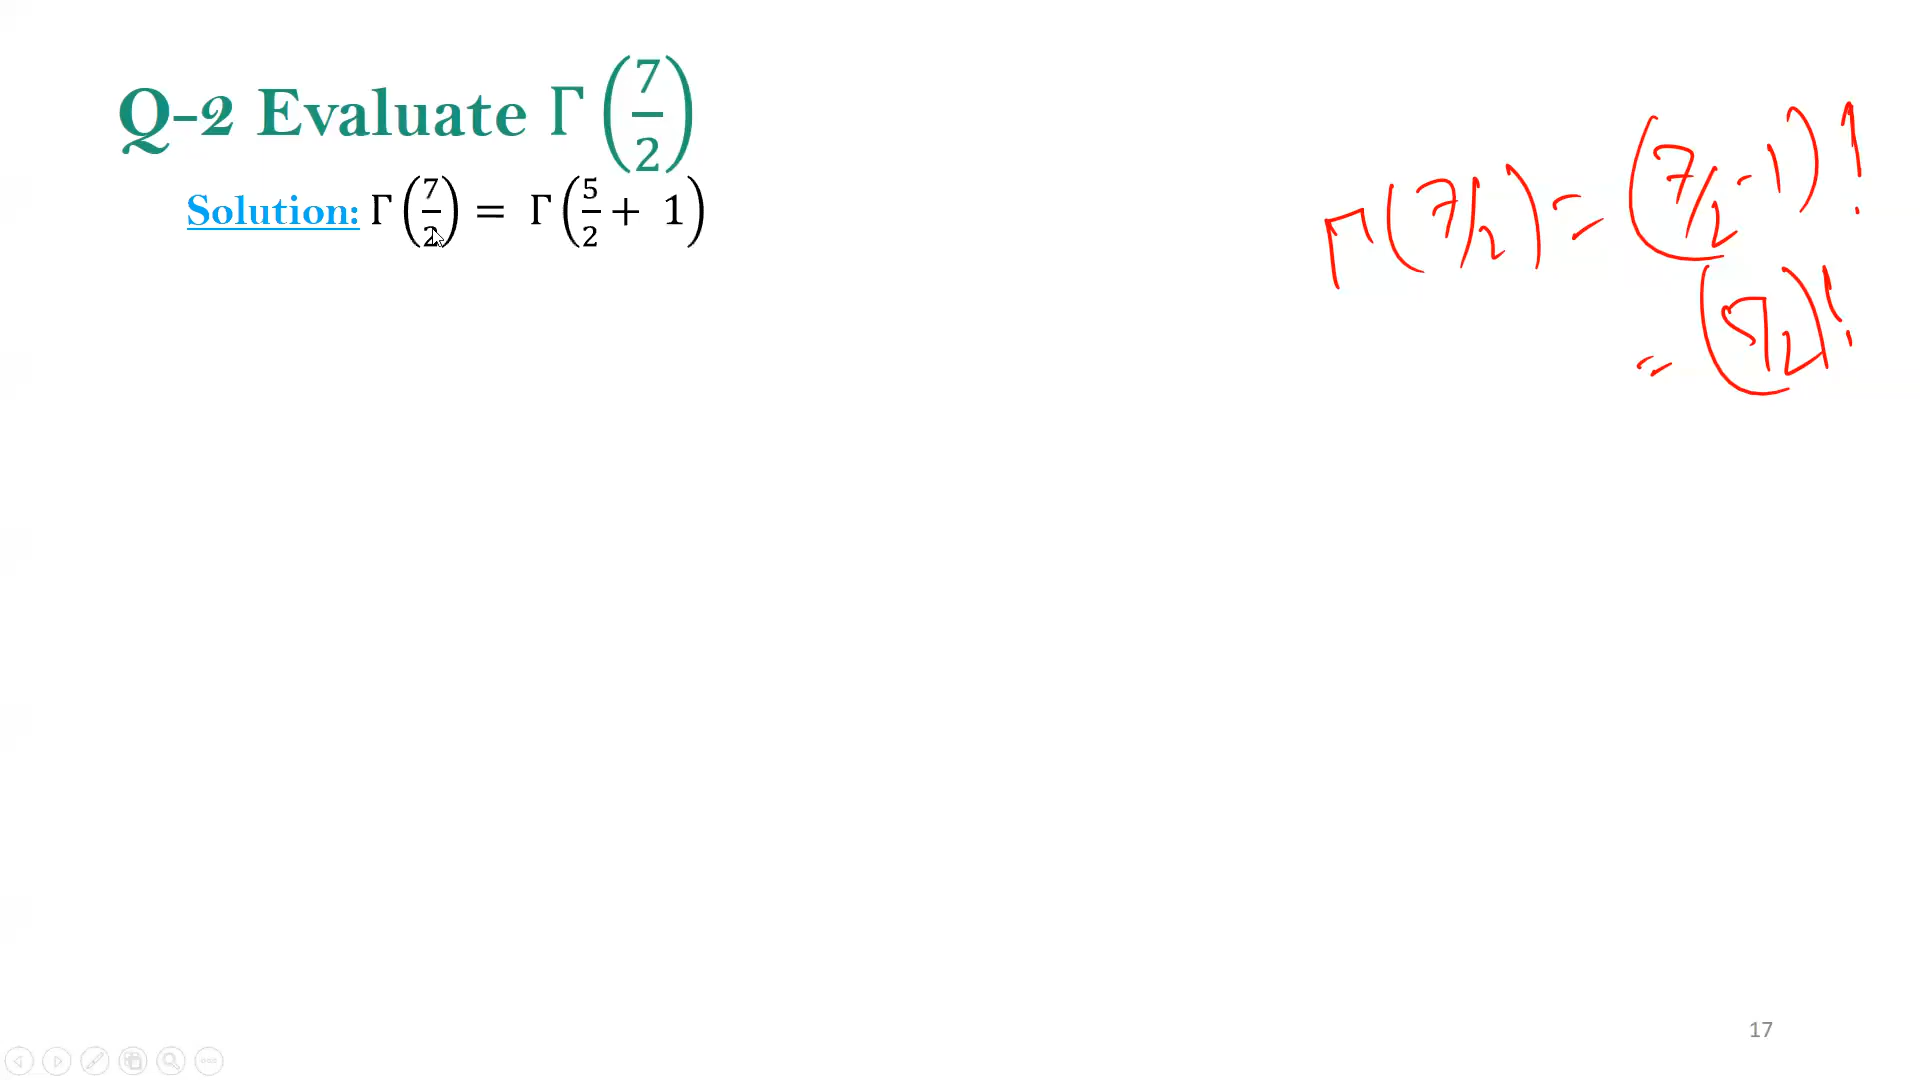 Q-2 Evaluate Γ(7/2)
Solution: Γ(7/2) = Γ(5/2 + 1)
Γ(7/2) = (7/2 - 1)!
= (5/2)!
17